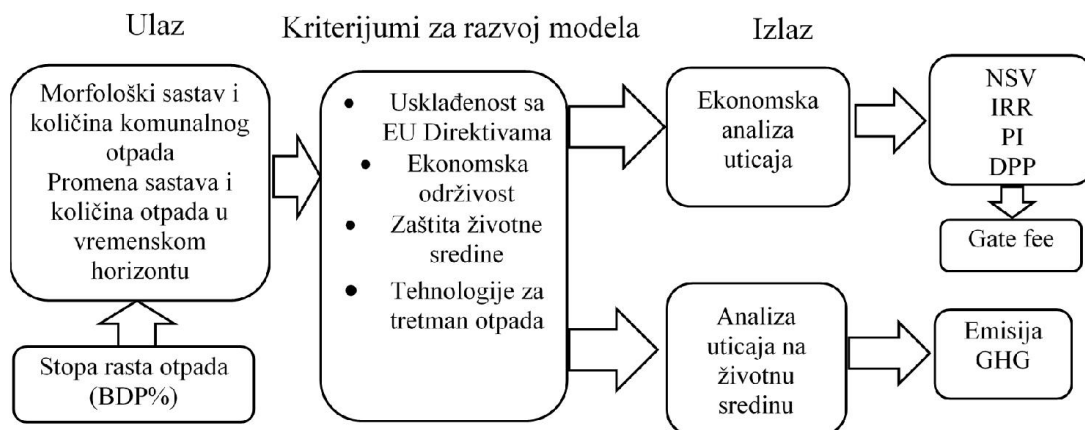 Ulaz
Morfološki sastav i
količina komunalnog
otpada
Promena sastava i
količina otpada u
vremenskom
horizontu
Stopa rasta otpada
(BDP%)
Kriterijumi za razvoj modela
• Usklađenost sa
EU Direktivama
• Ekonomska
održivost
• Zaštita životne
sredine
• Tehnologije za
tretman otpada
Izlaz
Ekonomska
analiza
uticaja
NSV
IRR
PI
DPP
Gate fee
Analiza
uticaja na
životnu
sredinu
Emisija
GHG